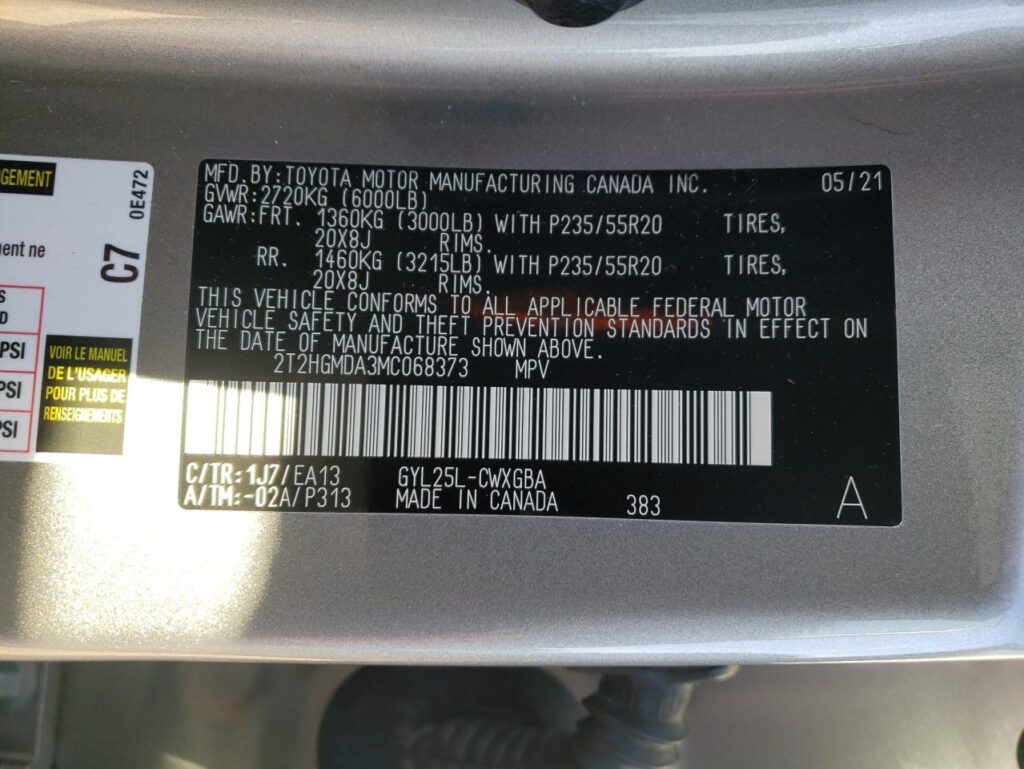 GEMENT
0E472
C7
ent ne
S
D
PSI
PSI
PSI
VOIR LE MANUEL
DE L'USAGER
POUR PLUS DE
RENSEIGNEMENTS
MFD.BY:TOYOTA MOTOR MANUFACTURING CANADA INC. 05/21
GVWR:2720KG (6000LB)
GAWR:FRT. 1360KG (3000LB) WITH P235/55R20 TIRES,
20X8J RIMS.
RR. 1460KG (3215LB) WITH P235/55R20 TIRES,
20X8J RIMS.
THIS VEHICLE CONFORMS TO ALL APPLICABLE FEDERAL MOTOR
VEHICLE SAFETY AND THEFT PREVENTION STANDARDS IN EFFECT ON
THE DATE OF MANUFACTURE SHOWN ABOVE.
2T2HGMDA3MC068373 MPV
C/TR:1J7/EA13 GYL25L-CWXGBA
A/TM:-02A/P313 MADE IN CANADA 383 A